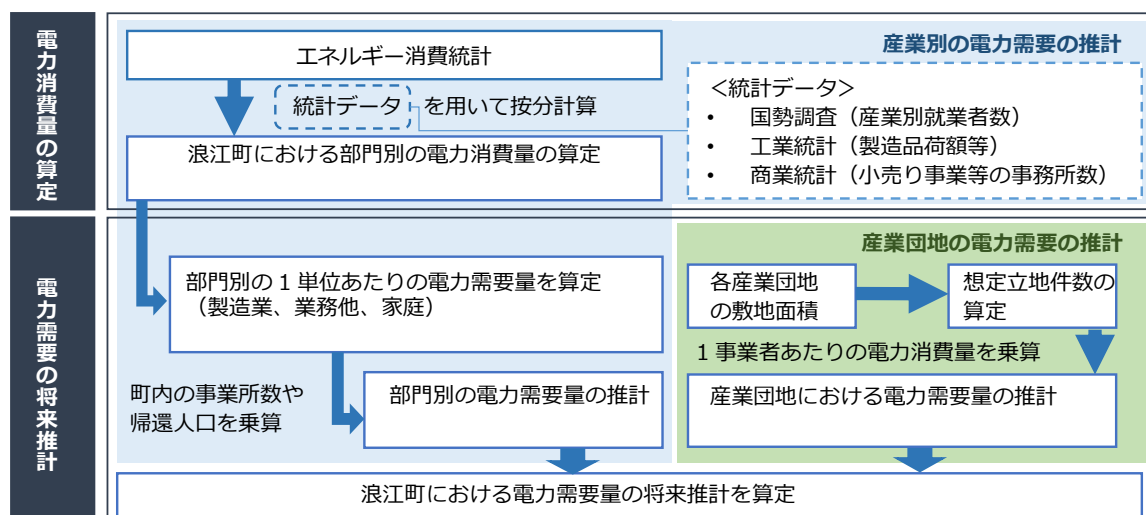 電力消費量の算定
産業別の電力需要の推計
エネルギー消費統計
統計データ を用いて按分計算
浪江町における部門別の電力消費量の算定
<統計データ>
• 国勢調査（産業別就業者数）
• 工業統計（製造品荷額等）
• 商業統計（小売り事業等の事務所数）
電力需要の将来推計
部門別の1単位あたりの電力需要量を算定
（製造業、業務他、家庭）
町内の事業所数や
帰還人口を乗算
部門別の電力需要量の推計
産業団地の電力需要の推計
各産業団地
の敷地面積
想定立地件数の
算定
1事業者あたりの電力消費量を乗算
産業団地における電力需要量の推計
浪江町における電力需要量の将来推計を算定